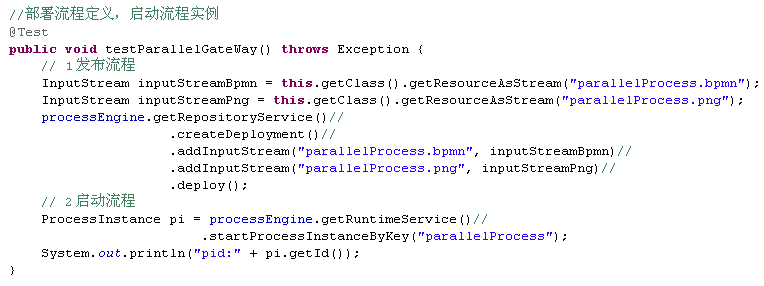 //部署流程定义，启动流程实例
@Test
public void testParallelGateWay() throws Exception {
    // 1发布流程
    InputStream inputStreamBpmn = this.getClass().getResourceAsStream("parallelProcess.bpmn");
    InputStream inputStreamPng = this.getClass().getResourceAsStream("parallelProcess.png");
    processEngine.getRepositoryService()//
                    .createDeployment()//
                    .addInputStream("parallelProcess.bpmn", inputStreamBpmn)//
                    .addInputStream("parallelProcess.png", inputStreamPng)//
                    .deploy();
    // 2启动流程
    ProcessInstance pi = processEngine.getRuntimeService()//
                        .startProcessInstanceByKey("parallelProcess");
    System.out.println("pid:" + pi.getId());
}